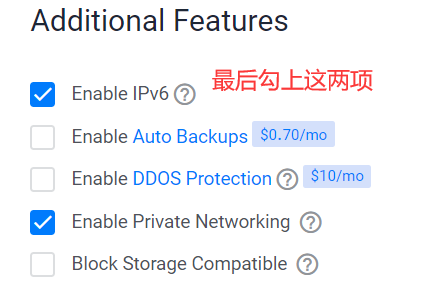 Additional Features
Enable IPv6 ? 最后勾上这两项
Enable Auto Backups $0.70/mo
Enable DDOS Protection ? $10/mo
Enable Private Networking ?
Block Storage Compatible ?